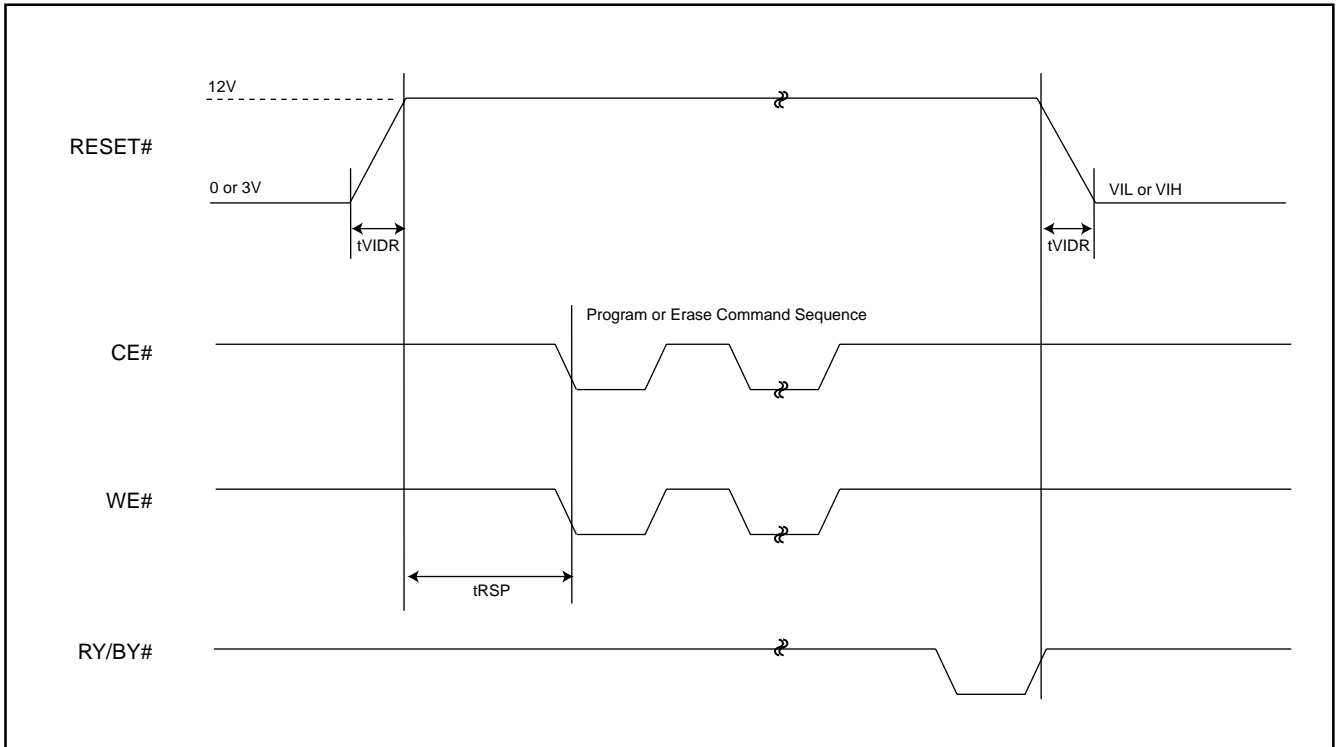 12V
RESET#
0 or 3V
VIL or VIH
tVIDR
tVIDR
Program or Erase Command Sequence
CE#
WE#
tRSP
RY/BY#